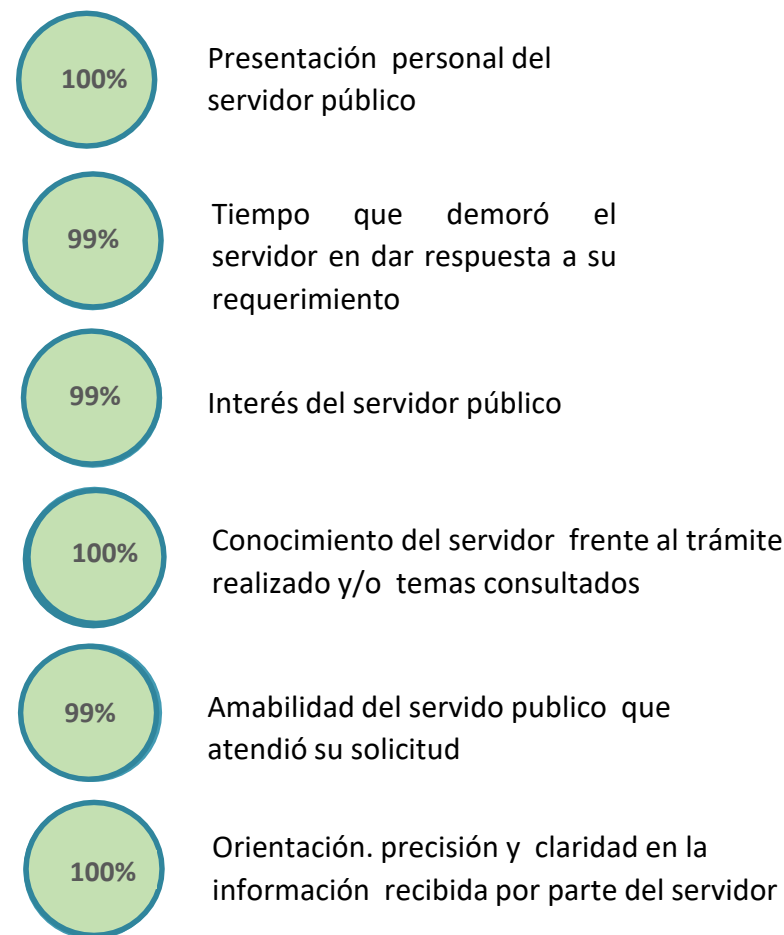 100%
Presentación personal del
servidor público
99%
Tiempo que demoró el
servidor en dar respuesta a su
requerimiento
99%
Interés del servidor público
100%
Conocimiento del servidor frente al trámite
realizado y/o temas consultados
99%
Amabilidad del servido publico que
atendió su solicitud
100%
Orientación. precisión y claridad en la
información recibida por parte del servidor